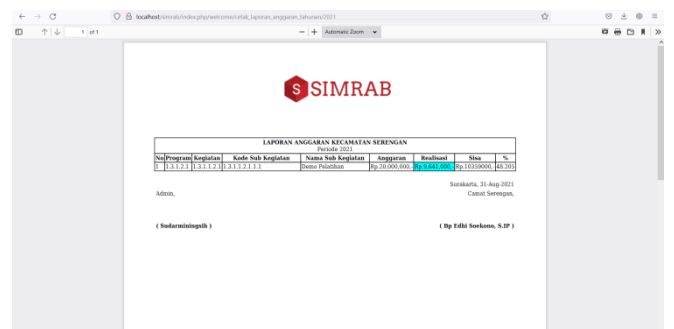 localhost/simrab/index.php/welcome/cetak_laporan_anggaran_tahunan/2021
1 of 1
Automatic Zoom
S SIMRAB
LAPORAN ANGGARAN KECAMATAN SERENGAN
Periode 2021
No Program Kegiatan Kode Sub Kegiatan Nama Sub Kegiatan Anggaran Realisasi Sisa %
1 1.3.1.2.1 1.3.1.1.2.1 1.3.1.1.2.1.1.1 Demo Pelatihan Rp.20,000,000,- Rp.9,641,000,- Rp.10359000,- 48.205
Surakarta, 31-Aug-2021
Admin, Camat Serengan,
( Sudarminingsih ) ( Bp Edhi Soekono, S.IP )